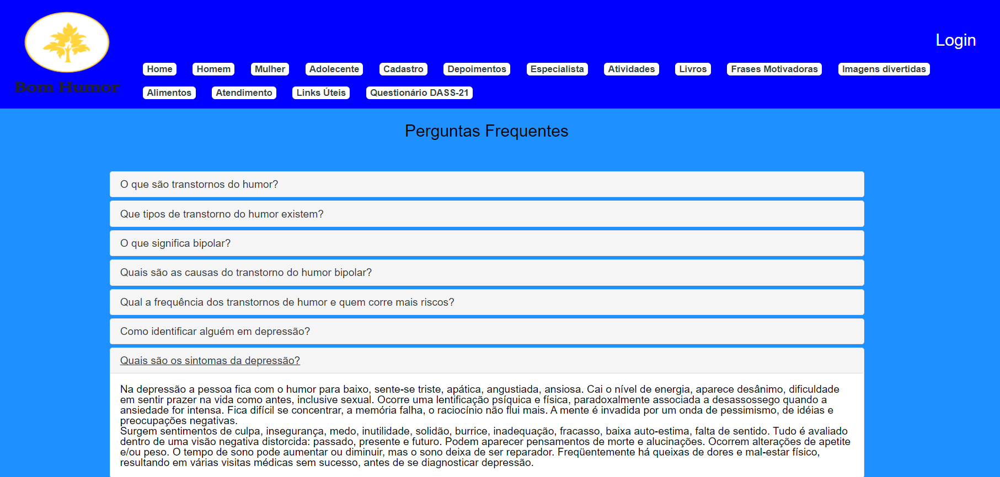 Bom Humor
Login
Home Homem Mulher Adolecente Cadastro Depoimentos Especialista Atividades Livros Frases Motivadoras Imagens divertidas
Alimentos Atendimento Links Úteis Questionário DASS-21
Perguntas Frequentes
O que são transtornos do humor?
Que tipos de transtorno do humor existem?
O que significa bipolar?
Quais são as causas do transtorno do humor bipolar?
Qual a frequência dos transtornos de humor e quem corre mais riscos?
Como identificar alguém em depressão?
Quais são os sintomas da depressão?
Na depressão a pessoa fica com o humor para baixo, sente-se triste, apática, angustiada, ansiosa. Cai o nível de energia, aparece desânimo, dificuldade
em sentir prazer na vida como antes, inclusive sexual. Ocorre uma lentificação psíquica e física, paradoxalmente associada a desassossego quando a
ansiedade for intensa. Fica difícil se concentrar, a memória falha, o raciocínio não flui mais. A mente é invadida por um onda de pessimismo, de idéias e
preocupações negativas.
Surgem sentimentos de culpa, insegurança, medo, inutilidade, solidão, burrice, inadequação, fracasso, baixa auto-estima, falta de sentido. Tudo é avaliado
dentro de uma visão negativa distorcida: passado, presente e futuro. Podem aparecer pensamentos de morte e alucinações. Ocorrem alterações de apetite
e/ou peso. O tempo de sono pode aumentar ou diminuir, mas o sono deixa de ser reparador. Freqüentemente há queixas de dores e mal-estar físico,
resultando em várias visitas médicas sem sucesso, antes de se diagnosticar depressão.